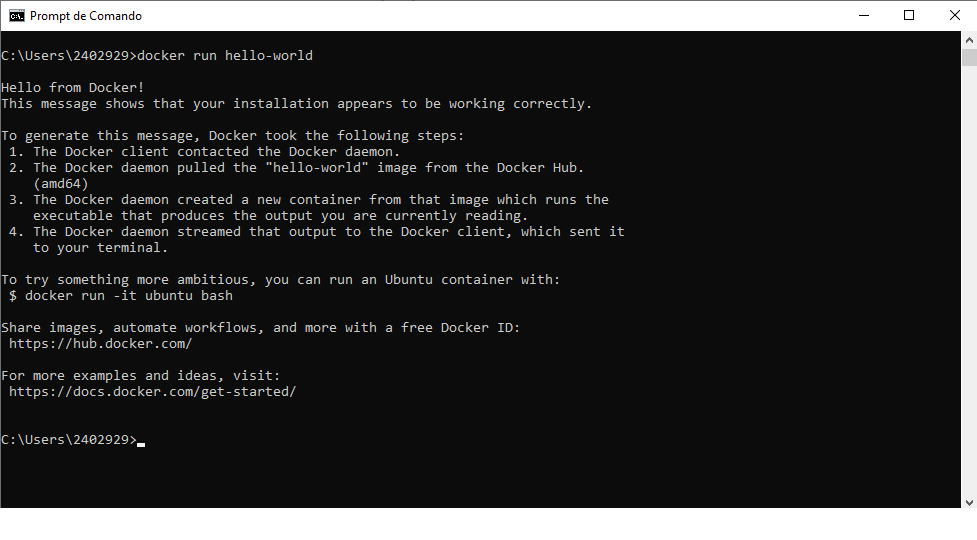 Prompt de Comando
C:\Users\2402929>docker run hello-world
Hello from Docker!
This message shows that your installation appears to be working correctly.
To generate this message, Docker took the following steps:
1. The Docker client contacted the Docker daemon.
2. The Docker daemon pulled the "hello-world" image from the Docker Hub.
(amd64)
3. The Docker daemon created a new container from that image which runs the
executable that produces the output you are currently reading.
4. The Docker daemon streamed that output to the Docker client, which sent it
to your terminal.
To try something more ambitious, you can run an Ubuntu container with:
$ docker run -it ubuntu bash
Share images, automate workflows, and more with a free Docker ID:
https://hub.docker.com/
For more examples and ideas, visit:
https://docs.docker.com/get-started/
C:\Users\2402929>